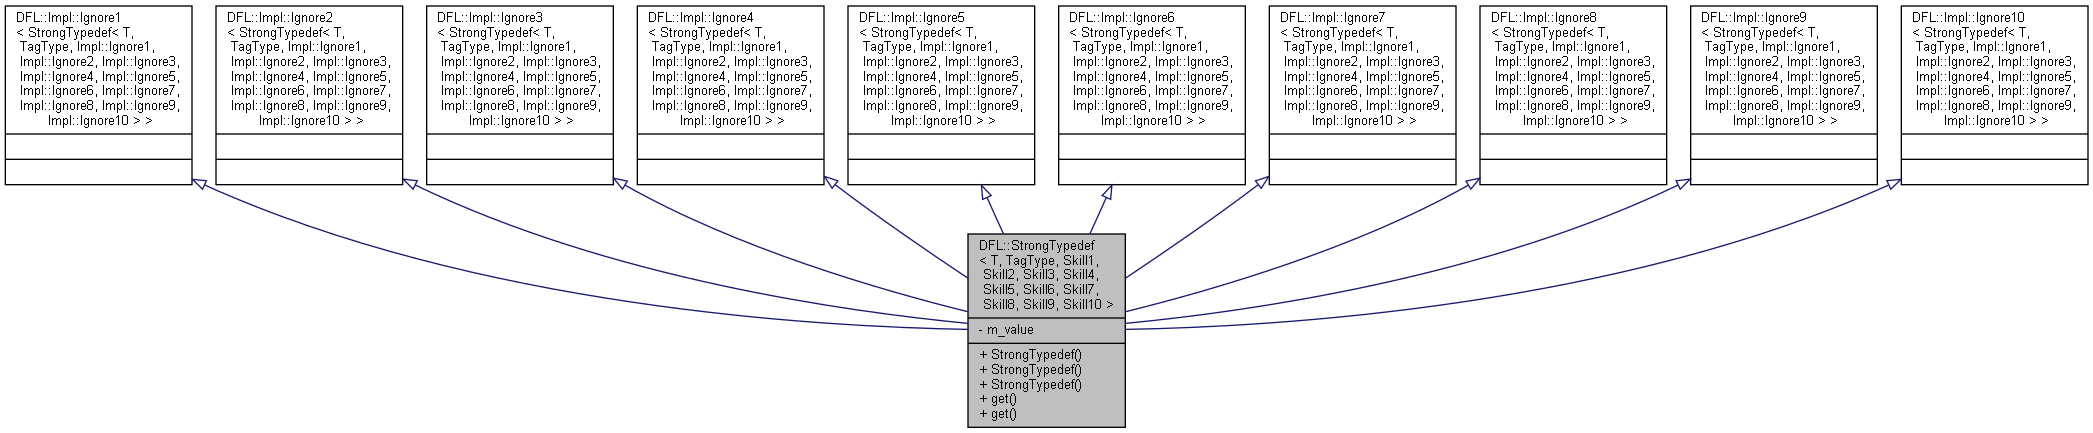 DFL::Impl::Ignore1
< StrongTypedef< T,
TagType, Impl::Ignore1,
Impl::Ignore2, Impl::Ignore3,
Impl::Ignore4, Impl::Ignore5,
Impl::Ignore6, Impl::Ignore7,
Impl::Ignore8, Impl::Ignore9,
Impl::Ignore10 > >
DFL::Impl::Ignore2
< StrongTypedef< T,
TagType, Impl::Ignore1,
Impl::Ignore2, Impl::Ignore3,
Impl::Ignore4, Impl::Ignore5,
Impl::Ignore6, Impl::Ignore7,
Impl::Ignore8, Impl::Ignore9,
Impl::Ignore10 > >
DFL::Impl::Ignore3
< StrongTypedef< T,
TagType, Impl::Ignore1,
Impl::Ignore2, Impl::Ignore3,
Impl::Ignore4, Impl::Ignore5,
Impl::Ignore6, Impl::Ignore7,
Impl::Ignore8, Impl::Ignore9,
Impl::Ignore10 > >
DFL::Impl::Ignore4
< StrongTypedef< T,
TagType, Impl::Ignore1,
Impl::Ignore2, Impl::Ignore3,
Impl::Ignore4, Impl::Ignore5,
Impl::Ignore6, Impl::Ignore7,
Impl::Ignore8, Impl::Ignore9,
Impl::Ignore10 > >
DFL::Impl::Ignore5
< StrongTypedef< T,
TagType, Impl::Ignore1,
Impl::Ignore2, Impl::Ignore3,
Impl::Ignore4, Impl::Ignore5,
Impl::Ignore6, Impl::Ignore7,
Impl::Ignore8, Impl::Ignore9,
Impl::Ignore10 > >
DFL::Impl::Ignore6
< StrongTypedef< T,
TagType, Impl::Ignore1,
Impl::Ignore2, Impl::Ignore3,
Impl::Ignore4, Impl::Ignore5,
Impl::Ignore6, Impl::Ignore7,
Impl::Ignore8, Impl::Ignore9,
Impl::Ignore10 > >
DFL::Impl::Ignore7
< StrongTypedef< T,
TagType, Impl::Ignore1,
Impl::Ignore2, Impl::Ignore3,
Impl::Ignore4, Impl::Ignore5,
Impl::Ignore6, Impl::Ignore7,
Impl::Ignore8, Impl::Ignore9,
Impl::Ignore10 > >
DFL::Impl::Ignore8
< StrongTypedef< T,
TagType, Impl::Ignore1,
Impl::Ignore2, Impl::Ignore3,
Impl::Ignore4, Impl::Ignore5,
Impl::Ignore6, Impl::Ignore7,
Impl::Ignore8, Impl::Ignore9,
Impl::Ignore10 > >
DFL::Impl::Ignore9
< StrongTypedef< T,
TagType, Impl::Ignore1,
Impl::Ignore2, Impl::Ignore3,
Impl::Ignore4, Impl::Ignore5,
Impl::Ignore6, Impl::Ignore7,
Impl::Ignore8, Impl::Ignore9,
Impl::Ignore10 > >
DFL::Impl::Ignore10
< StrongTypedef< T,
TagType, Impl::Ignore1,
Impl::Ignore2, Impl::Ignore3,
Impl::Ignore4, Impl::Ignore5,
Impl::Ignore6, Impl::Ignore7,
Impl::Ignore8, Impl::Ignore9,
Impl::Ignore10 > >
DFL::StrongTypedef
< T, TagType, Skill1,
Skill2, Skill3, Skill4,
Skill5, Skill6, Skill7,
Skill8, Skill9, Skill10 >
- m_value
+ StrongTypedef()
+ StrongTypedef()
+ StrongTypedef()
+ get()
+ get()